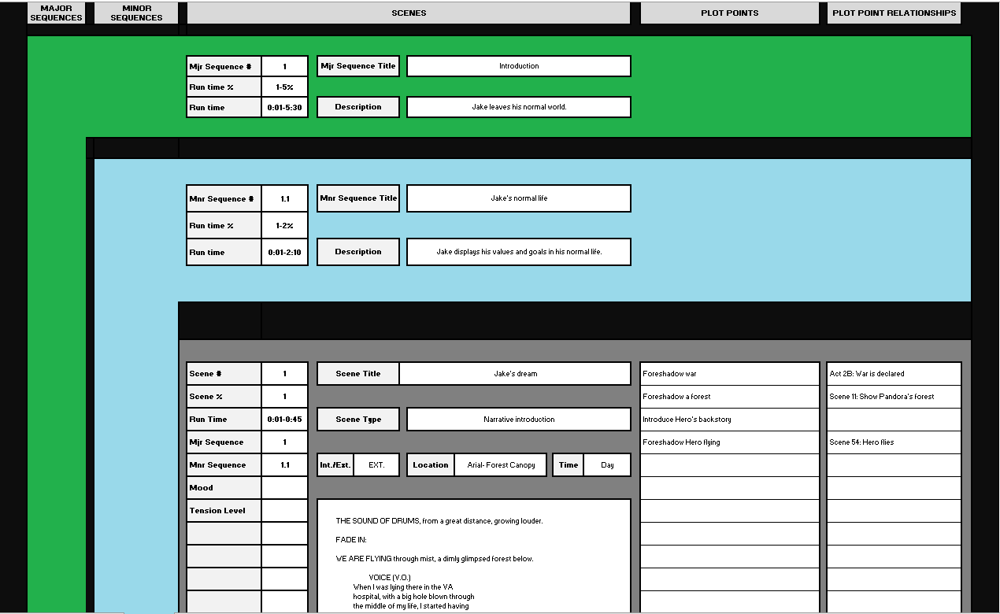 MAJOR SEQUENCES
MINOR SEQUENCES
SCENES
PLOT POINTS
PLOT POINT RELATIONSHIPS
Mjr Sequence #
1
Mjr Sequence Title
Introduction
Run time %
1-5%
Run time
0:01-5:30
Description
Jake leaves his normal world.
Mnr Sequence #
1.1
Mnr Sequence Title
Jake's normal life
Run time %
1-2%
Run time
0:01-2:10
Description
Jake displays his values and goals in his normal life.
Scene #
1
Scene Title
Jake's dream
Foreshadow war
Act 2B: War is declared
Scene %
1
Foreshadow a forest
Scene 11: Show Pandora's forest
Run Time
0:01-0:45
Scene Type
Narrative introduction
Introduce Hero's backstory
Mjr Sequence
1
Foreshadow Hero flying
Scene 54: Hero flies
Mnr Sequence
1.1
Int./Ext.
EXT.
Location
Arial- Forest Canopy
Time
Day
Mood
Tension Level
THE SOUND OF DRUMS, from a great distance, growing louder.
FADE IN:
WE ARE FLYING through mist, a dimly glimpsed forest below.
VOICE (V.O.)
When I was lying there in the VA
hospital, with a big hole blown through
the middle of my life, I started having